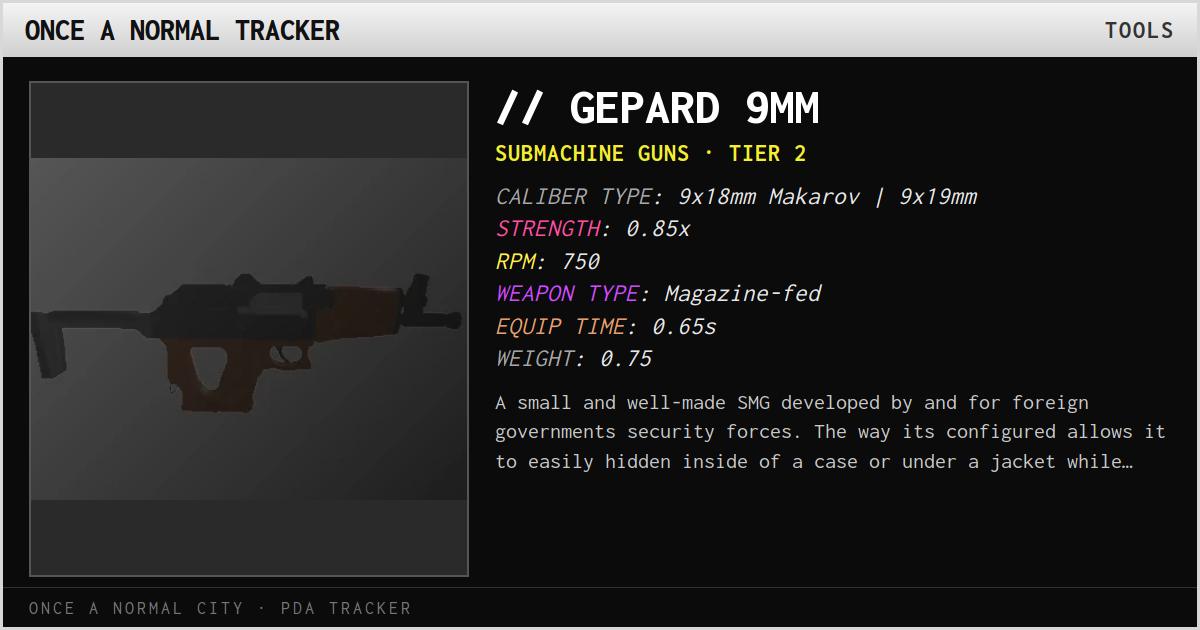 ONCE A NORMAL TRACKER
TOOLS
// GEPARD 9MM
SUBMACHINE GUNS · TIER 2
CALIBER TYPE: 9x18mm Makarov | 9x19mm
STRENGTH: 0.85x
RPM: 750
WEAPON TYPE: Magazine-fed
EQUIP TIME: 0.65s
WEIGHT: 0.75
A small and well-made SMG developed by and for foreign
governments security forces. The way its configured allows it
to easily hidden inside of a case or under a jacket while…
ONCE A NORMAL CITY · PDA TRACKER